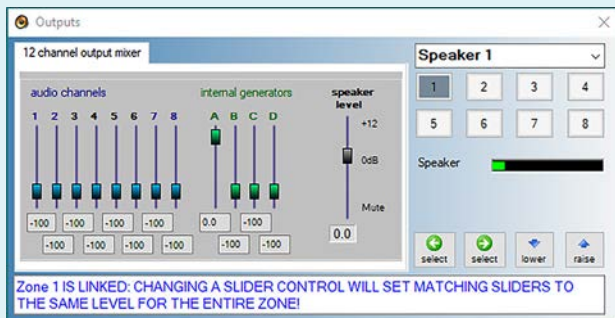 Outputs
12 channel output mixer
audio channels
1 2 3 4 5 6 7 8
-100 -100 -100 -100
-100 -100 -100 -100
internal generators
A B C D
0.0 -100
-100 -100
speaker level
+12
0dB
Mute
0.0
Speaker 1
1 2 3 4
5 6 7 8
Speaker
select select lower raise
Zone 1 IS LINKED: CHANGING A SLIDER CONTROL WILL SET MATCHING SLIDERS TO
THE SAME LEVEL FOR THE ENTIRE ZONE!